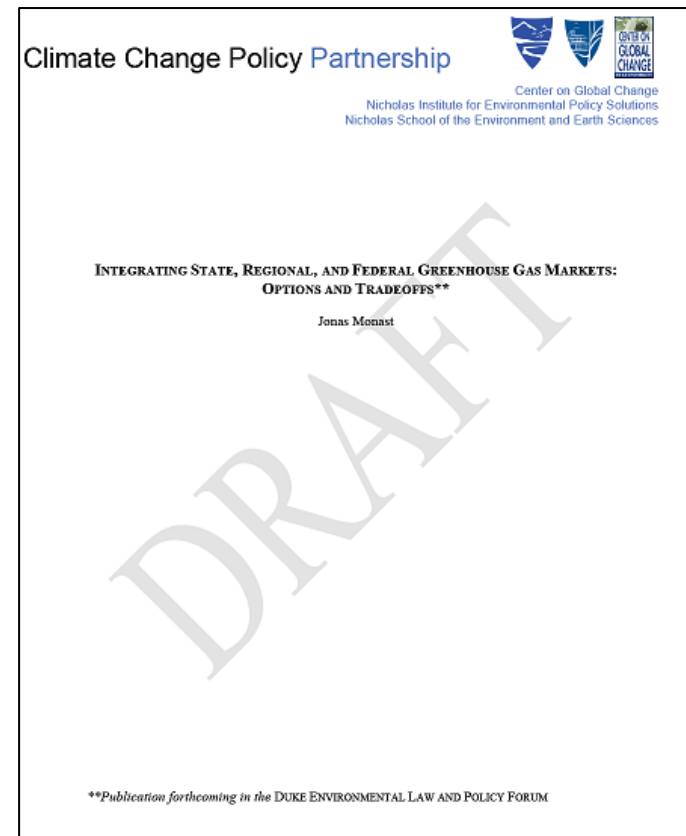 Climate Change Policy Partnership
CENTER ON
GLOBAL
CHANGE
Center on Global Change
Nicholas Institute for Environmental Policy Solutions
Nicholas School of the Environment and Earth Sciences
INTEGRATING STATE, REGIONAL, AND FEDERAL GREENHOUSE GAS MARKETS:
OPTIONS AND TRADEOFFS**
Jonas Monast
DRAFT
**Publication forthcoming in the DUKE ENVIRONMENTAL LAW AND POLICY FORUM